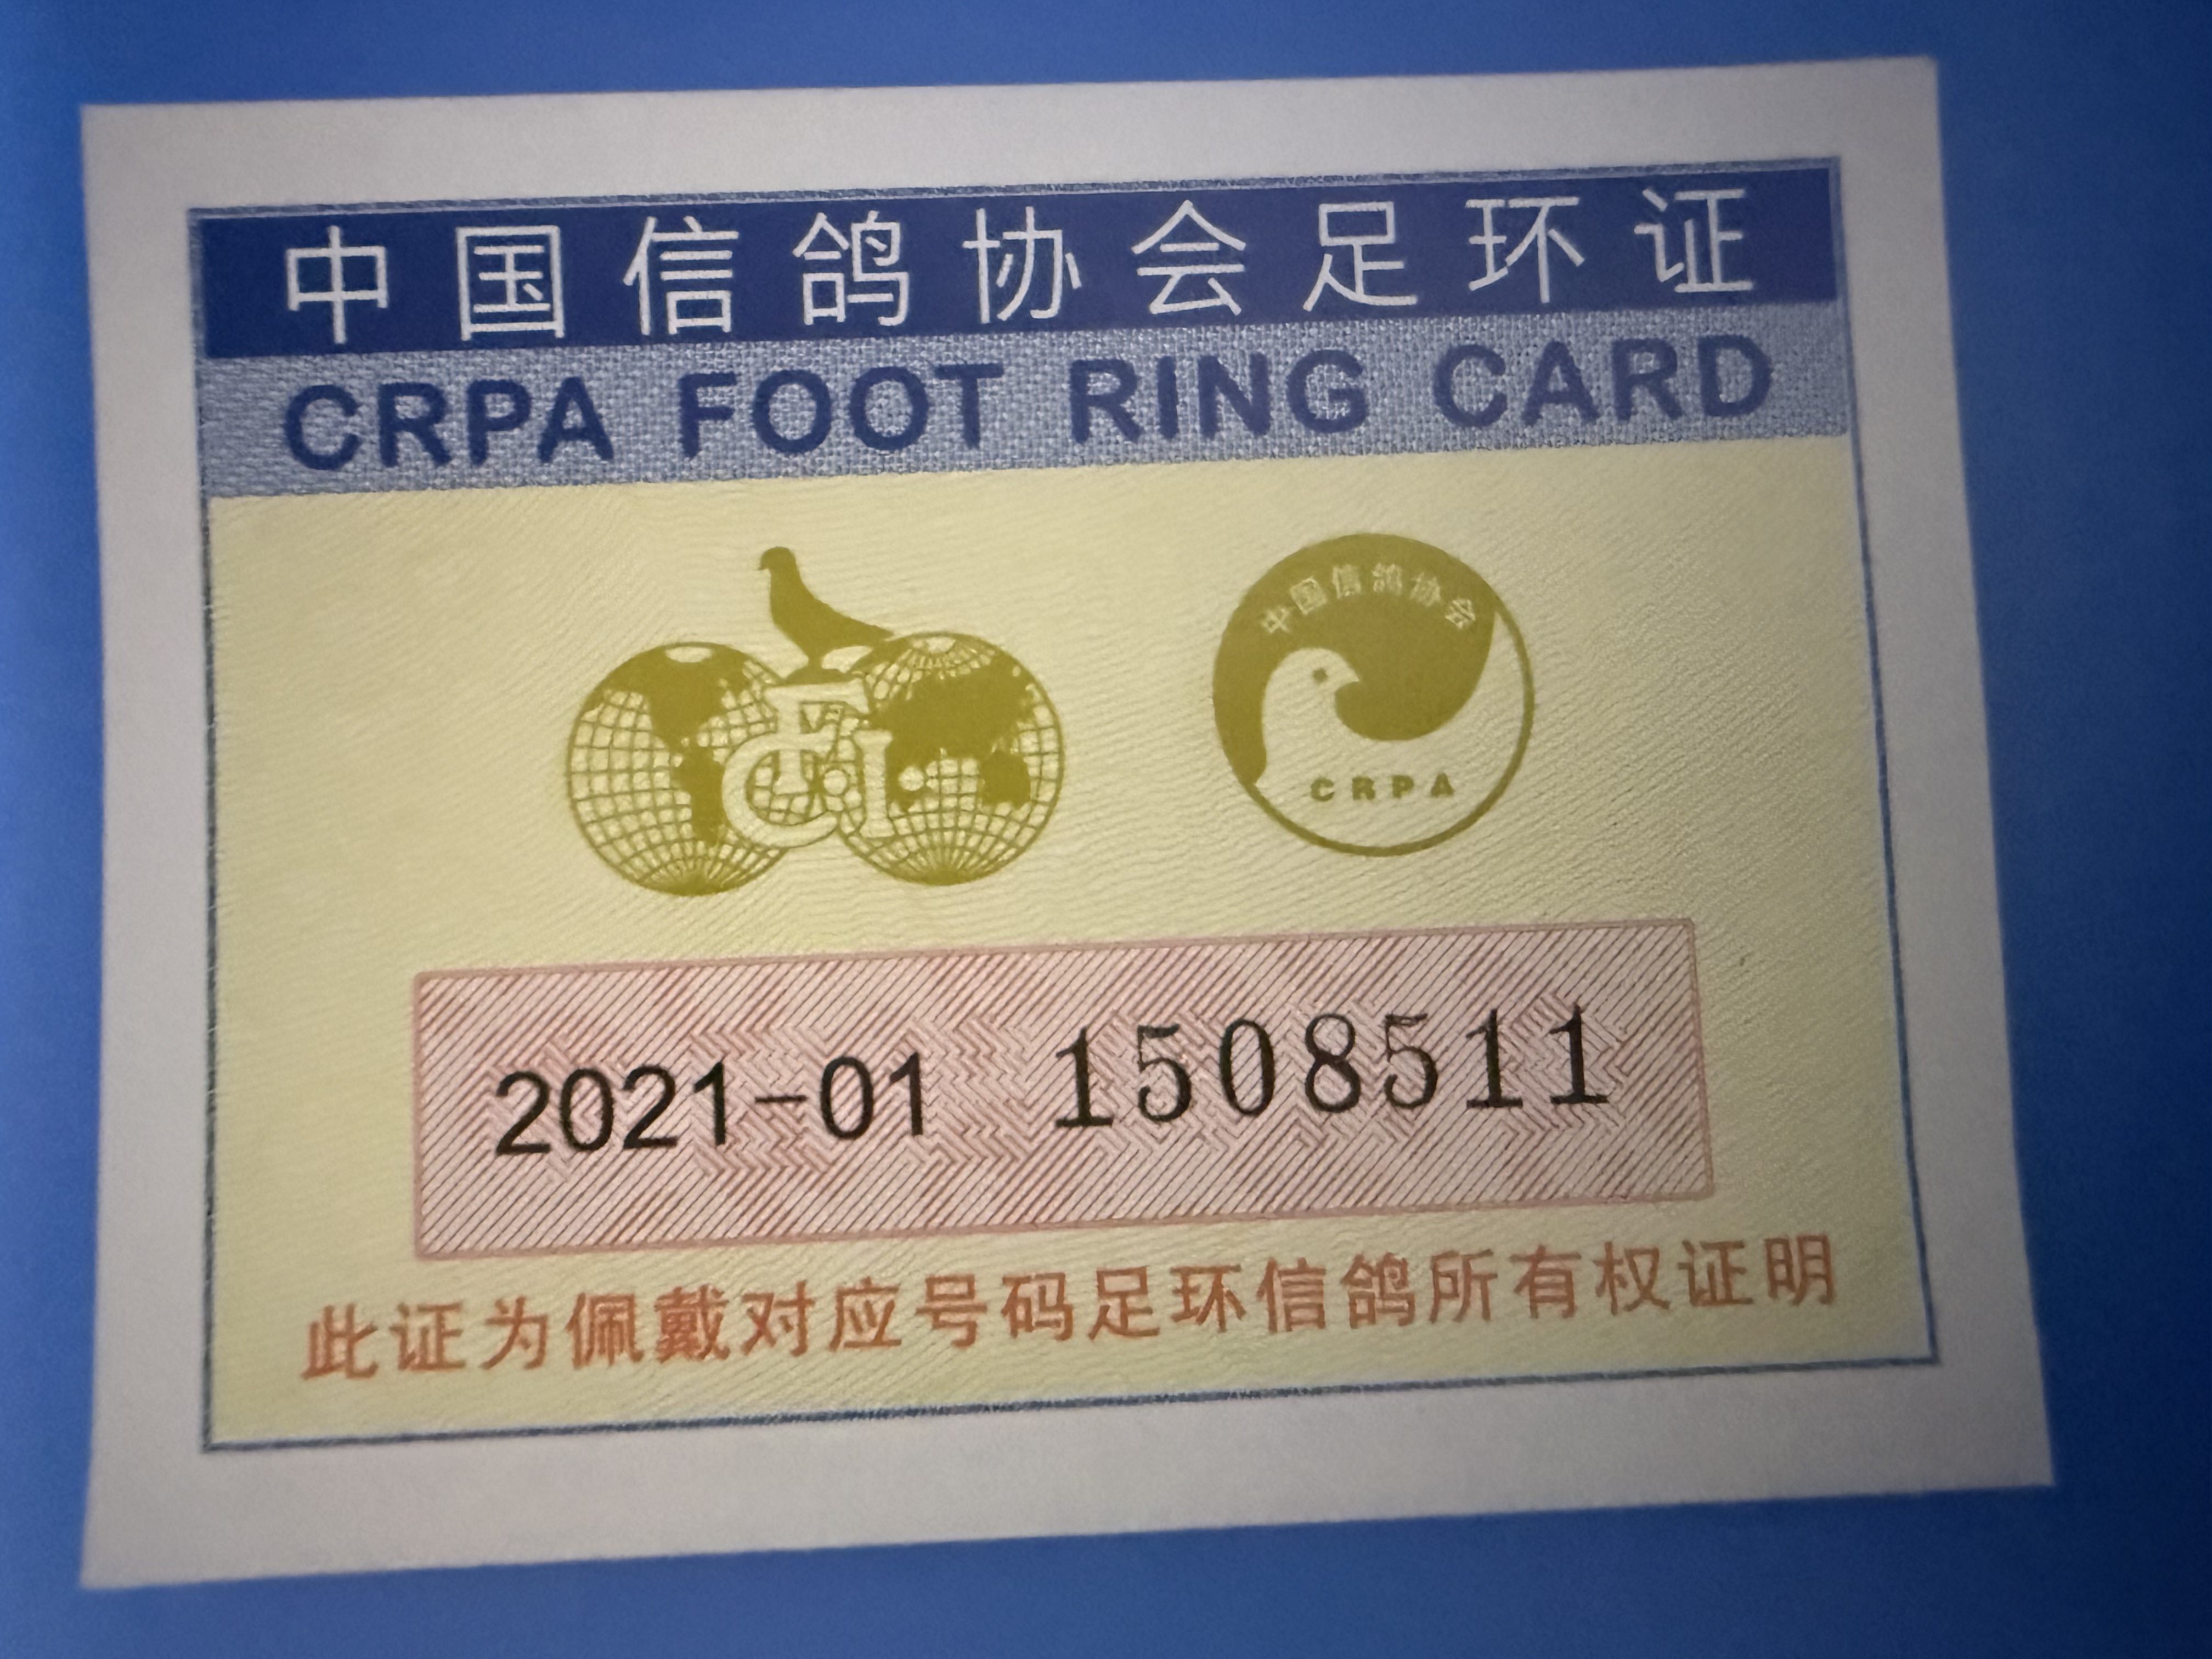 中国信鸽协会足环证
CRPA FOOT RING CARD
FCI
中国信鸽协会
CRPA
2021-01 1508511
此证为佩戴对应号码足环信鸽所有权证明